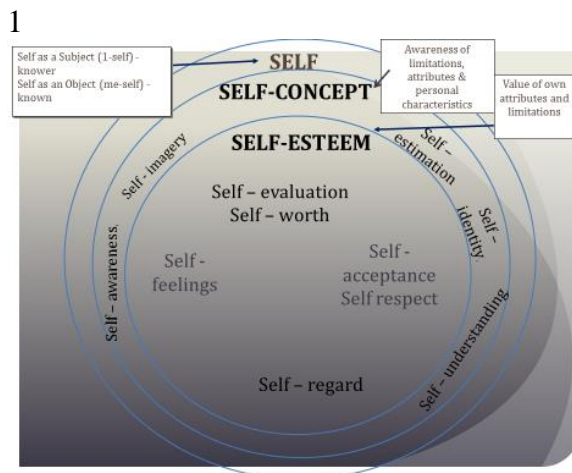 1
Self as a Subject (1-self) -
knower
Self as an Object (me-self) -
known
SELF
SELF-CONCEPT
Awareness of
limitations,
attributes &
personal
characteristics
Value of own
attributes and
limitations
SELF-ESTEEM
Self - imagery
Self –
estimation
Self – evaluation
Self – worth
Self –
identity
Self -
feelings
Self -
acceptance
Self respect
Self – awareness
Self – understanding
Self – regard